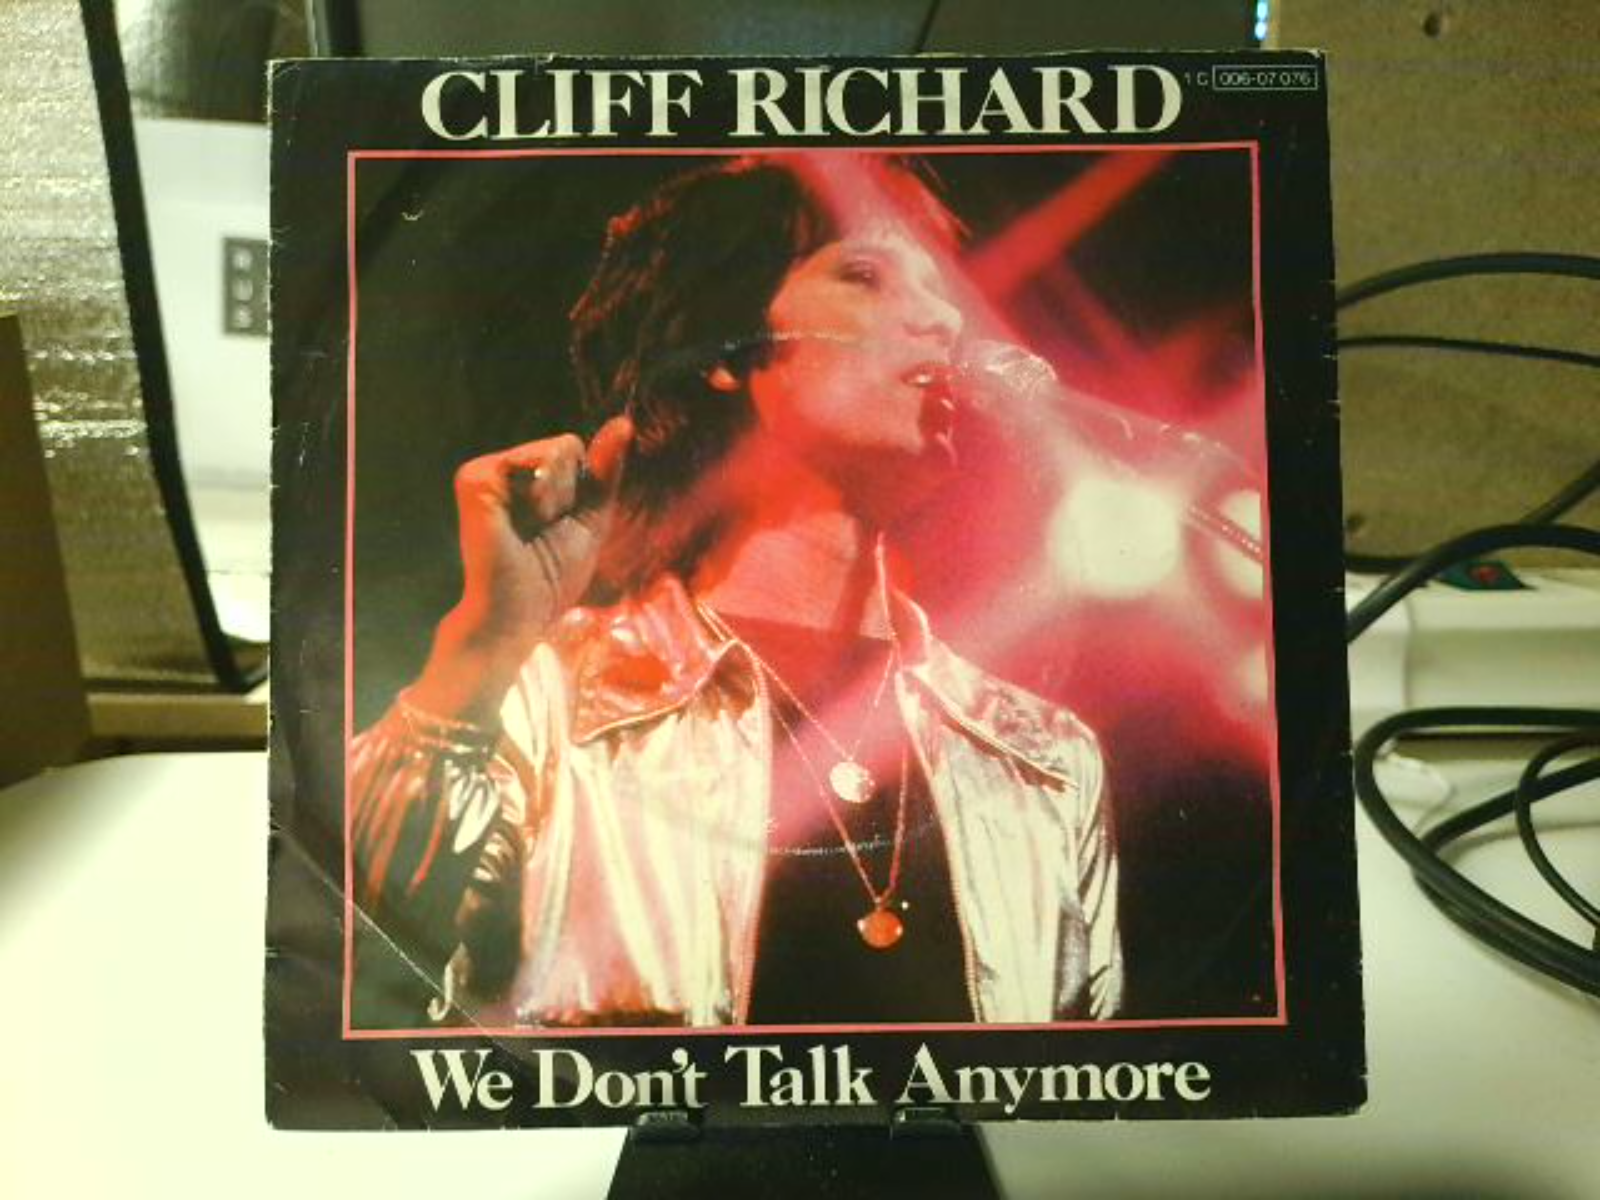 CLIFF RICHARD
1 C 006-07 076
We Don't Talk Anymore